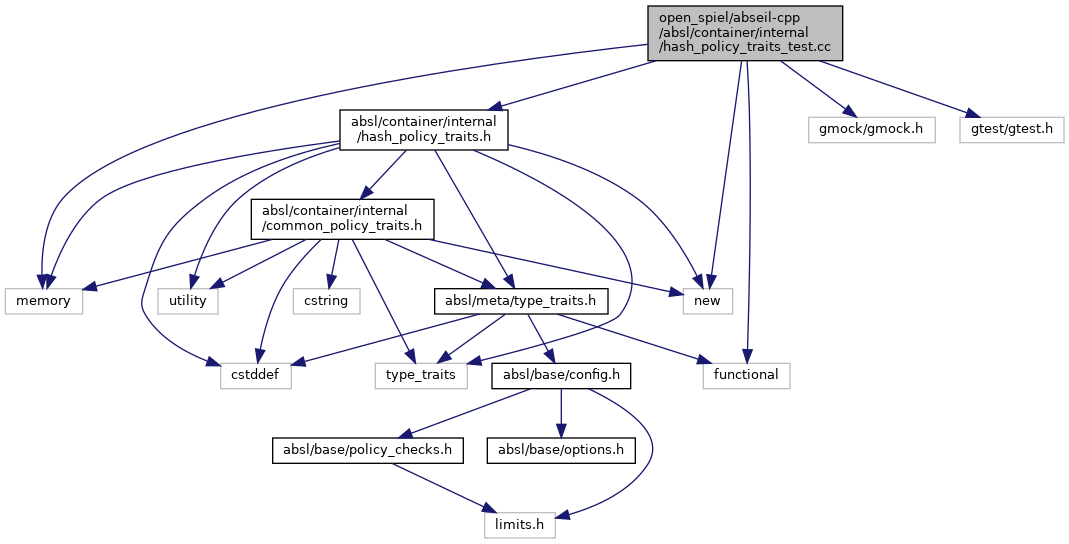 open_spiel/abseil-cpp
/absl/container/internal
/hash_policy_traits_test.cc
absl/container/internal
/hash_policy_traits.h
gmock/gmock.h
gtest/gtest.h
absl/container/internal
/common_policy_traits.h
memory
utility
cstring
absl/meta/type_traits.h
new
cstddef
type_traits
absl/base/config.h
functional
absl/base/policy_checks.h
absl/base/options.h
limits.h